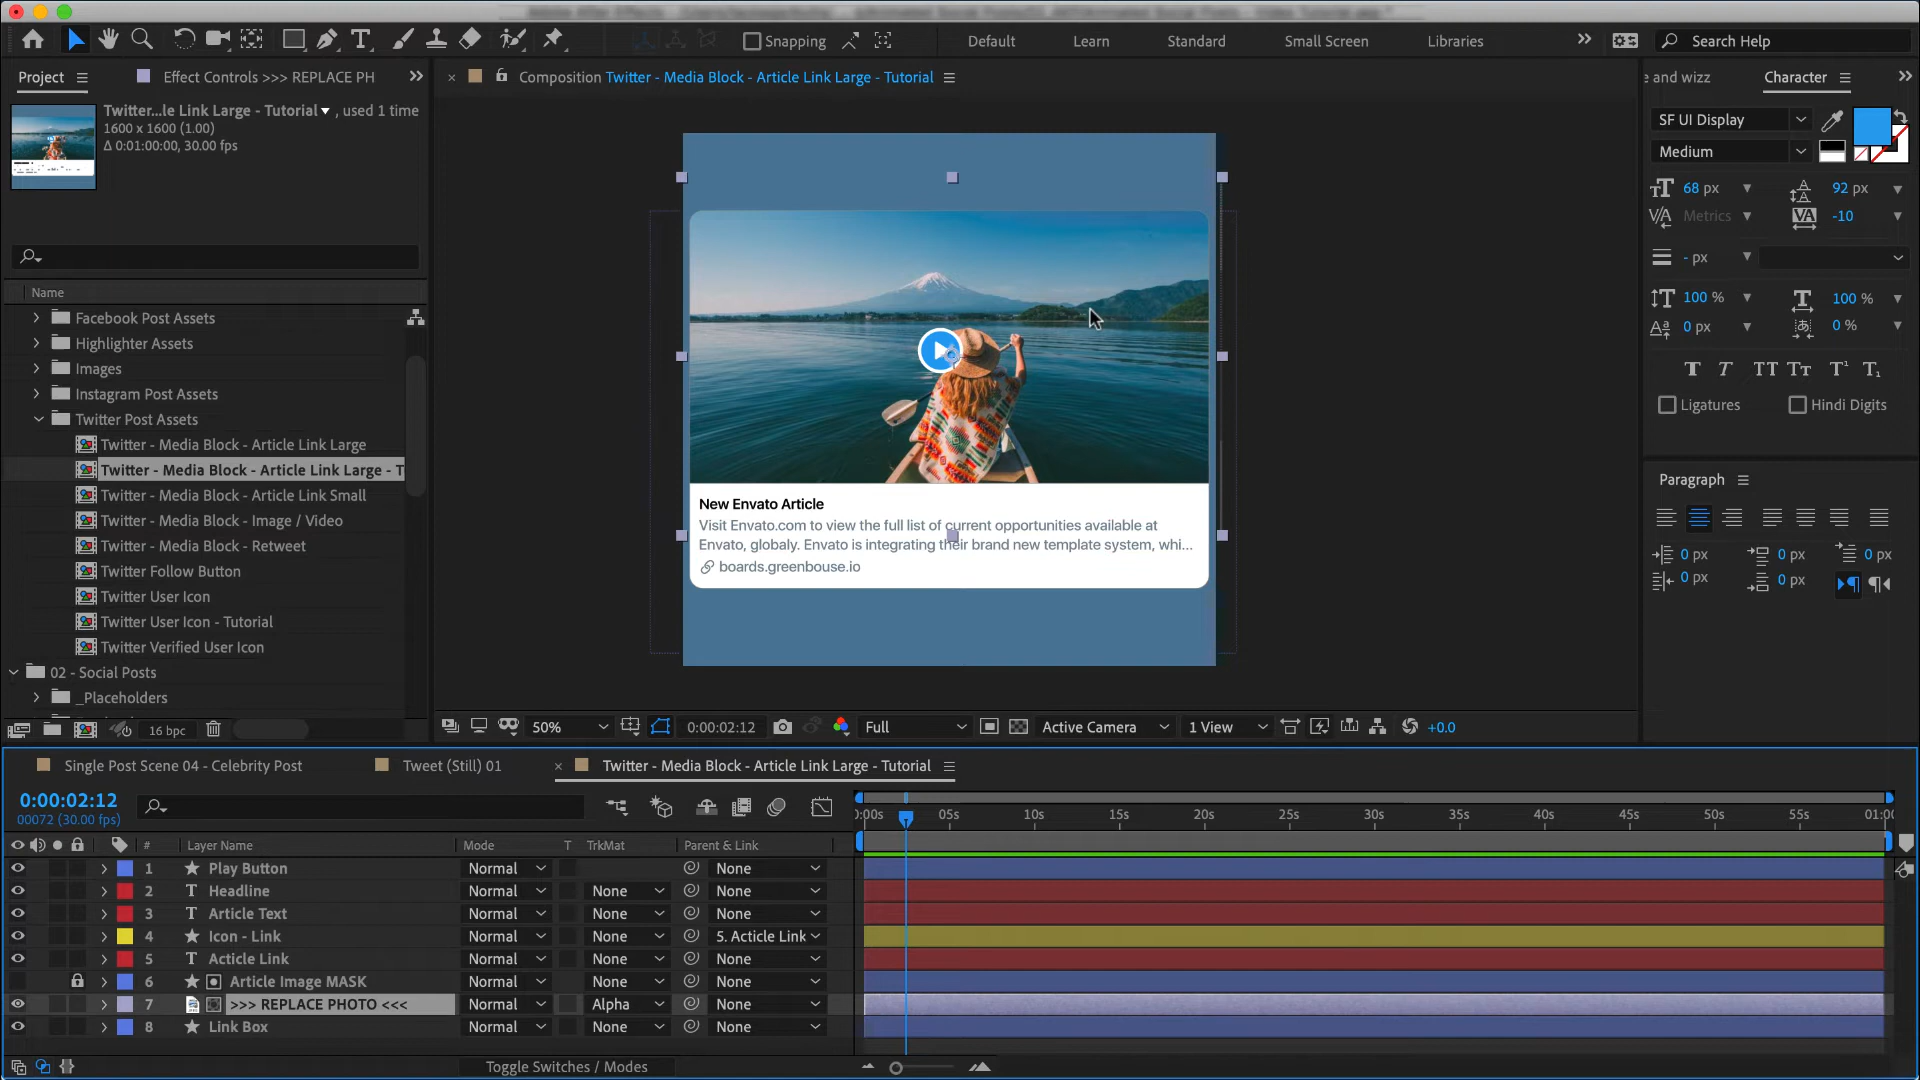 Snapping
Default
Learn
Standard
Small Screen
Libraries
Search Help
Project
Effect Controls >>> REPLACE PH
Composition Twitter - Media Block - Article Link Large - Tutorial
e and wizz
Character
Twitter...le Link Large - Tutorial , used 1 time
1600 x 1600 (1.00)
Δ 0:01:00:00, 30.00 fps
SF UI Display
Medium
68 px
92 px
Metrics
-10
- px
100 %
100 %
0 px
0 %
Ligatures
Hindi Digits
Paragraph
0 px
0 px
0 px
0 px
0 px
Name
Facebook Post Assets
Highlighter Assets
Images
Instagram Post Assets
Twitter Post Assets
Twitter - Media Block - Article Link Large
Twitter - Media Block - Article Link Large - T
Twitter - Media Block - Article Link Small
Twitter - Media Block - Image / Video
Twitter - Media Block - Retweet
Twitter Follow Button
Twitter User Icon
Twitter User Icon - Tutorial
Twitter Verified User Icon
02 - Social Posts
_Placeholders
16 bpc
New Envato Article
Visit Envato.com to view the full list of current opportunities available at
Envato, globaly. Envato is integrating their brand new template system, whi...
boards.greenbouse.io
50%
0:00:02:12
Full
Active Camera
1 View
+0.0
Single Post Scene 04 - Celebrity Post
Tweet (Still) 01
Twitter - Media Block - Article Link Large - Tutorial
0:00:02:12
00072 (30.00 fps)
):00s 05s 10s 15s 20s 25s 30s 35s 40s 45s 50s 55s 01:00
# Layer Name Mode T TrkMat Parent & Link
1 Play Button Normal None
2 Headline Normal None None
3 Article Text Normal None None
4 Icon - Link Normal None 5. Acticle Link
5 Acticle Link Normal None None
6 Article Image MASK Normal None None
7 >>> REPLACE PHOTO <<< Normal Alpha None
8 Link Box Normal None None
Toggle Switches / Modes